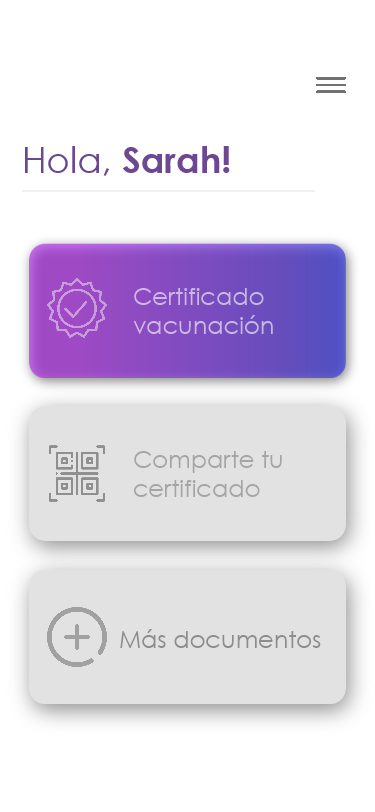 Hola, Sarah!
Certificado
vacunación
Comparte tu
certificado
Más documentos